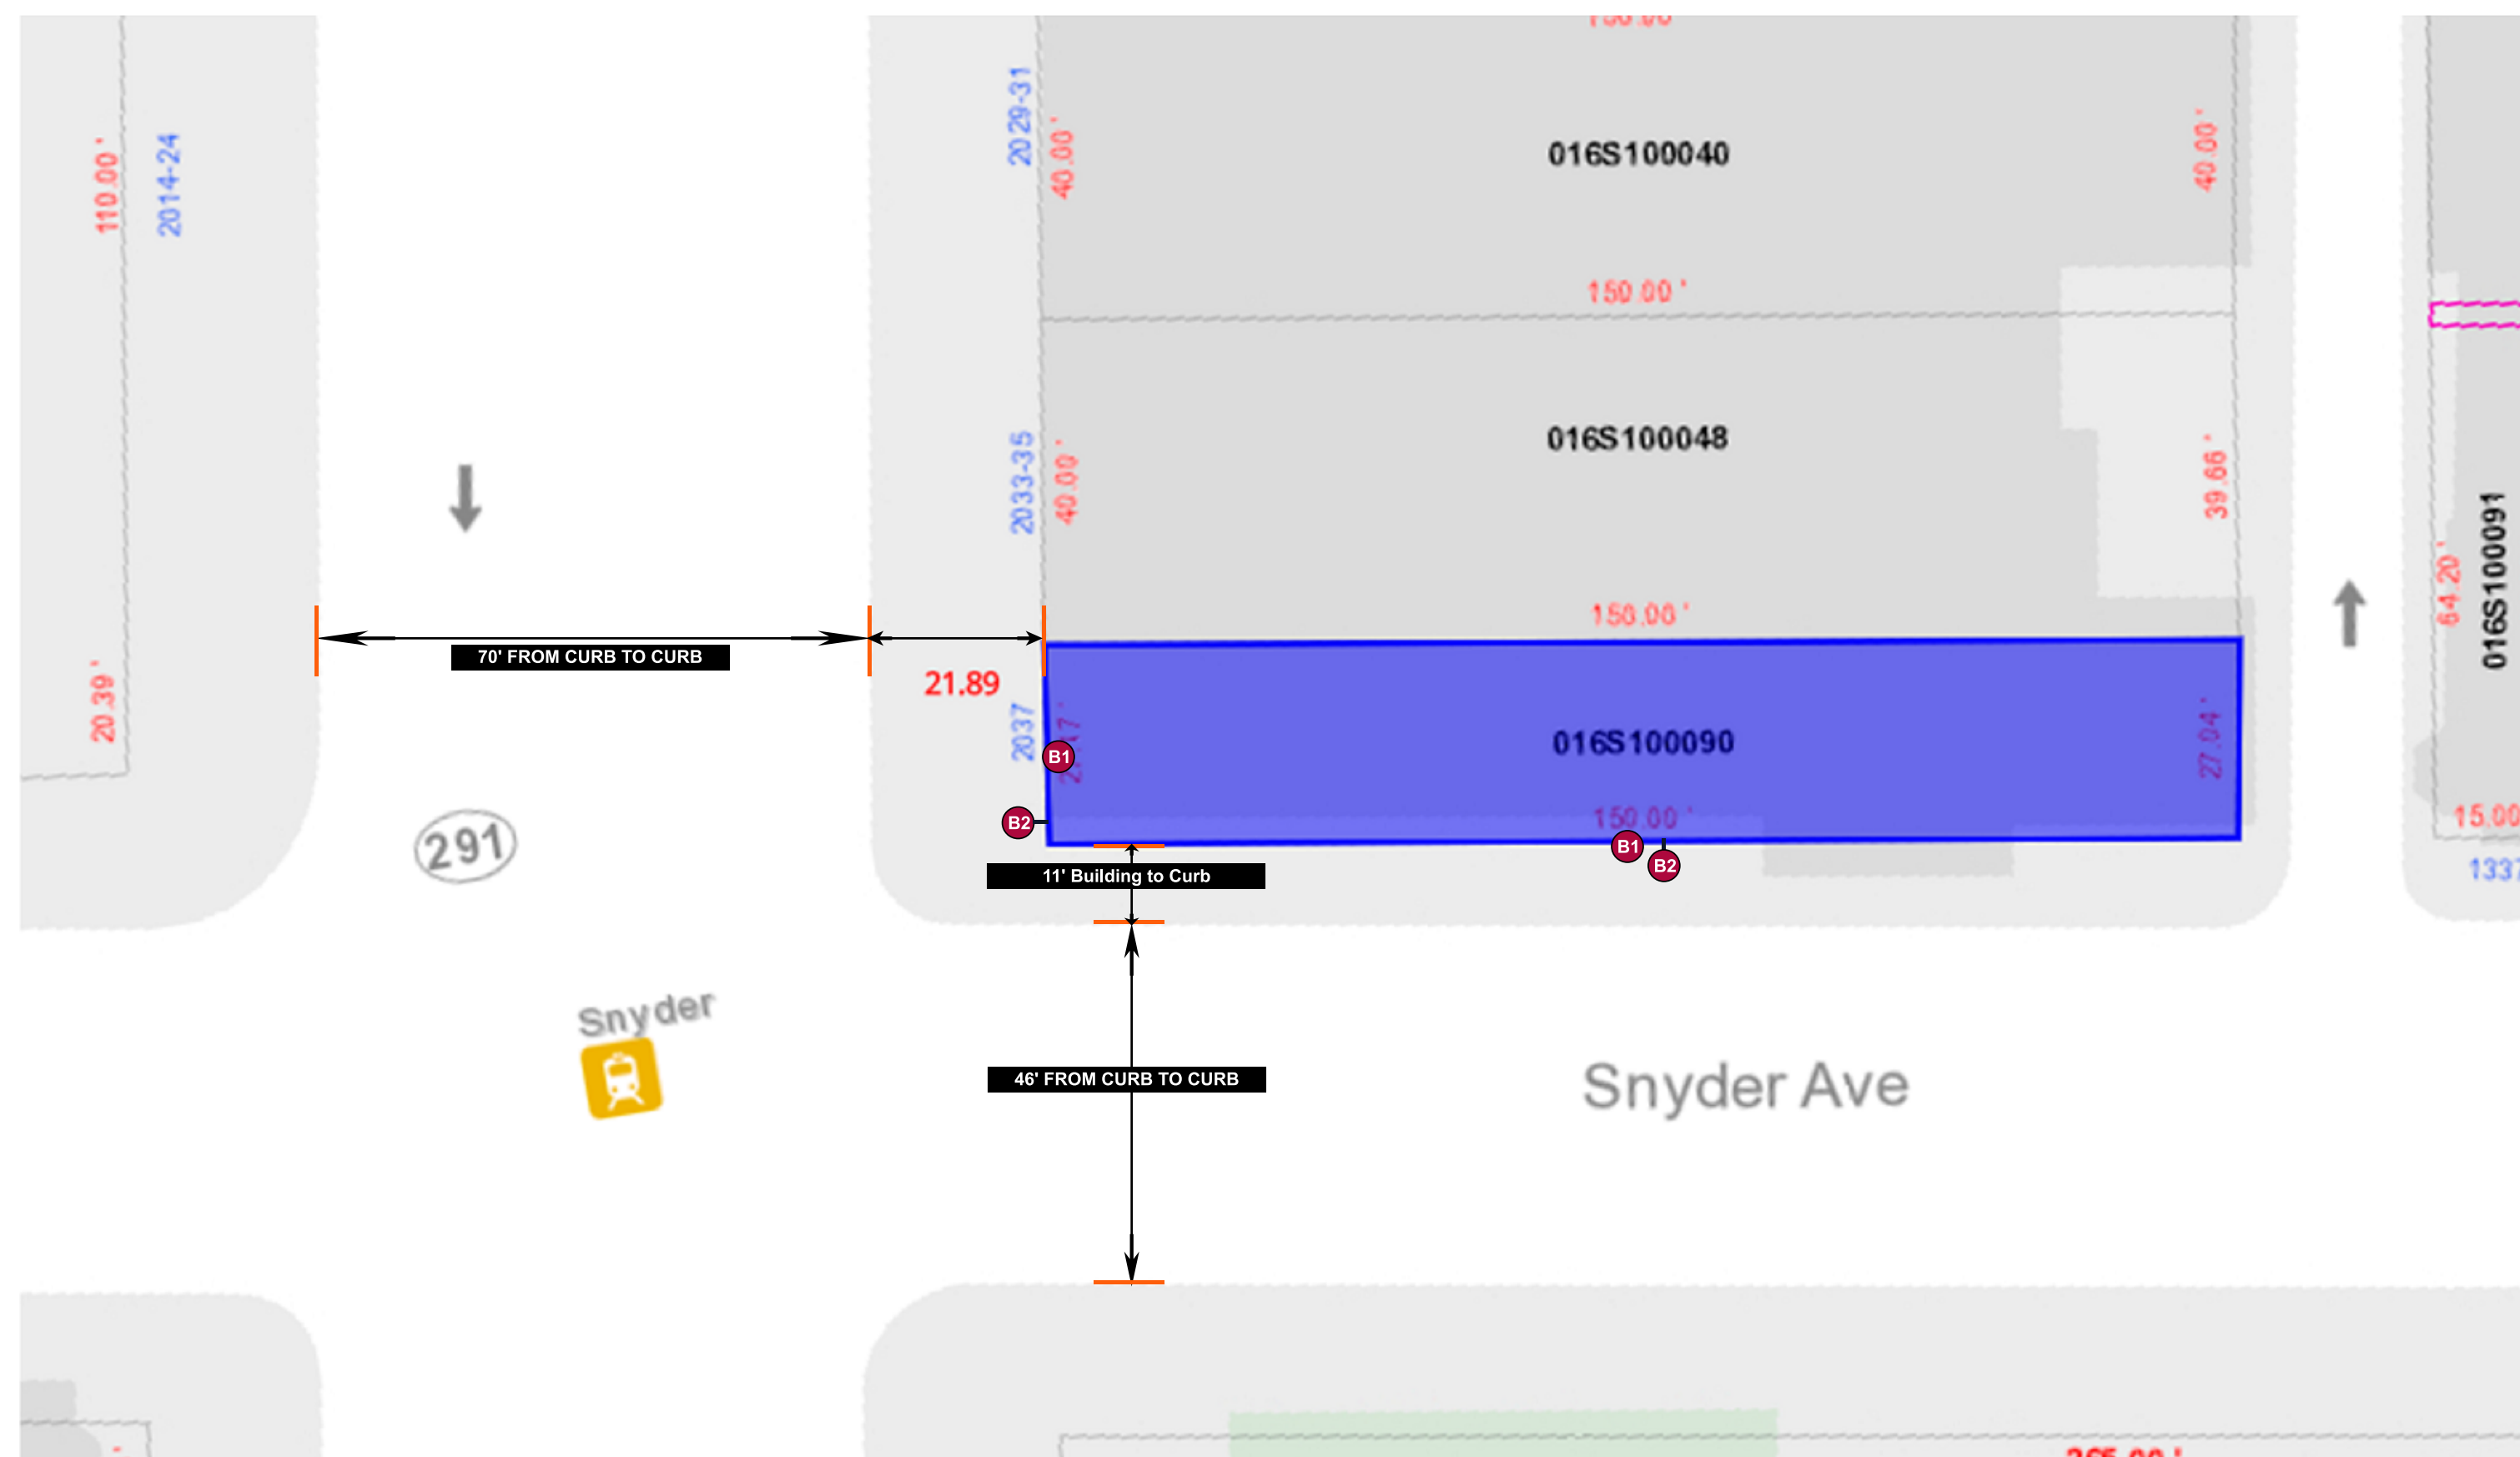 110.00 '
2014-24
2029-31
40.00 '
016S100040
40.00 '
150.00 '
2033-35
40.00 '
016S100048
39.66 '
016S100091
64.20 '
150.00 '
70' FROM CURB TO CURB
21.89
20.39 '
2037
B1
016S100090
27.04 '
150.00 '
15.00
B2
B1
B2
291
11' Building to Curb
1337
Snyder
46' FROM CURB TO CURB
Snyder Ave